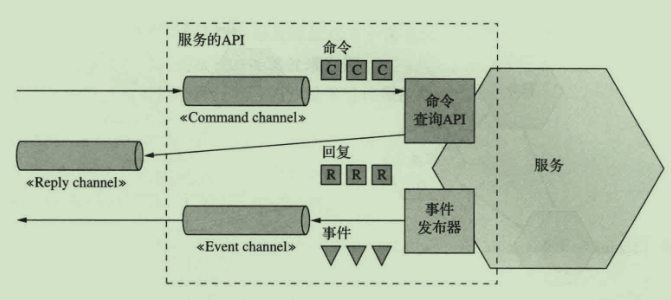 服务的API
命令
C C C
«Command channel»
命令
查询API
«Reply channel»
回复
R R R
服务
«Event channel»
事件
事件
发布器